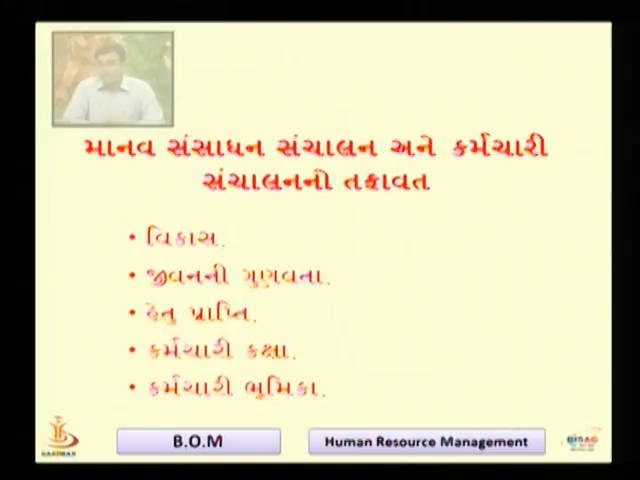 માનવ સંસાધન સંચાલન અને કર્મચારી
સંચાલનનો તફાવત
• વિકાસ.
• જીવનની ગુણવતા.
• હેતુ પ્રાપ્તિ.
• કર્મચારી કક્ષા.
• કર્મચારી ભૂમિકા.
B.O.M
Human Resource Management
BISAG